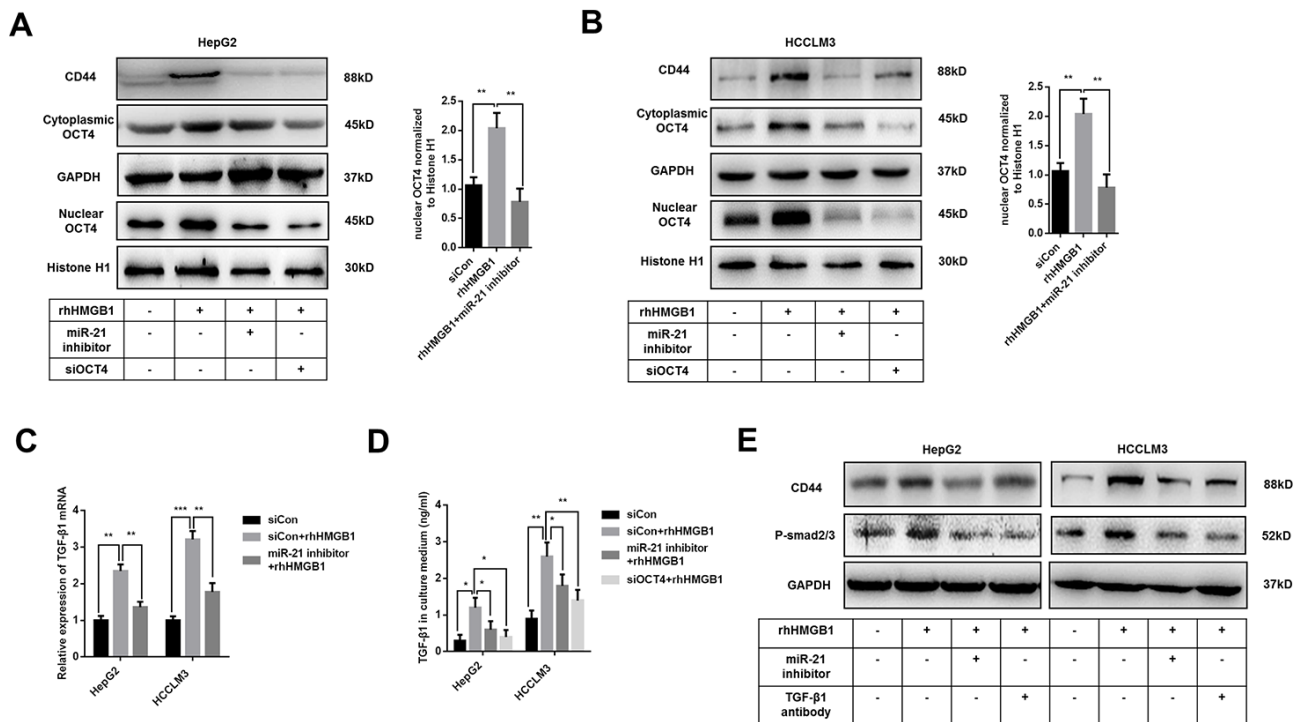 A
HepG2
CD44
88kD
Cytoplasmic
OCT4
45kD
GAPDH
37kD
Nuclear
OCT4
45kD
Histone H1
30kD
rhHMGB1 - + + +
miR-21
inhibitor - - + -
siOCT4 - - - +
nuclear OCT4 normalized
to Histone H1
2.5
2.0
1.5
1.0
0.5
0.0
** **
siCon
rhHMGB1
rhHMGB1+miR-21 inhibitor
B
HCCLM3
CD44
88kD
Cytoplasmic
OCT4
45kD
GAPDH
37kD
Nuclear
OCT4
45kD
Histone H1
30kD
rhHMGB1 - + + +
miR-21
inhibitor - - + -
siOCT4 - - - +
nuclear OCT4 normalized
to Histone H1
2.5
2.0
1.5
1.0
0.5
0.0
** **
siCon
rhHMGB1
rhHMGB1+miR-21 inhibitor
C
Relative expression of TGF-β1 mRNA
4
3
2
1
0
** **
*** **
HepG2
HCCLM3
siCon
siCon+rhHMGB1
miR-21 inhibitor
+rhHMGB1
D
TGF-β1 in culture medium (ng/ml)
4
3
2
1
0
*
* *
**
** *
HepG2
HCCLM3
siCon
siCon+rhHMGB1
miR-21 inhibitor
+rhHMGB1
siOCT4+rhHMGB1
E
HepG2
HCCLM3
CD44
88kD
P-smad2/3
52kD
GAPDH
37kD
rhHMGB1 - + + + - + + +
miR-21
inhibitor - - + - - - + -
TGF-β1
antibody - - - + - - - +